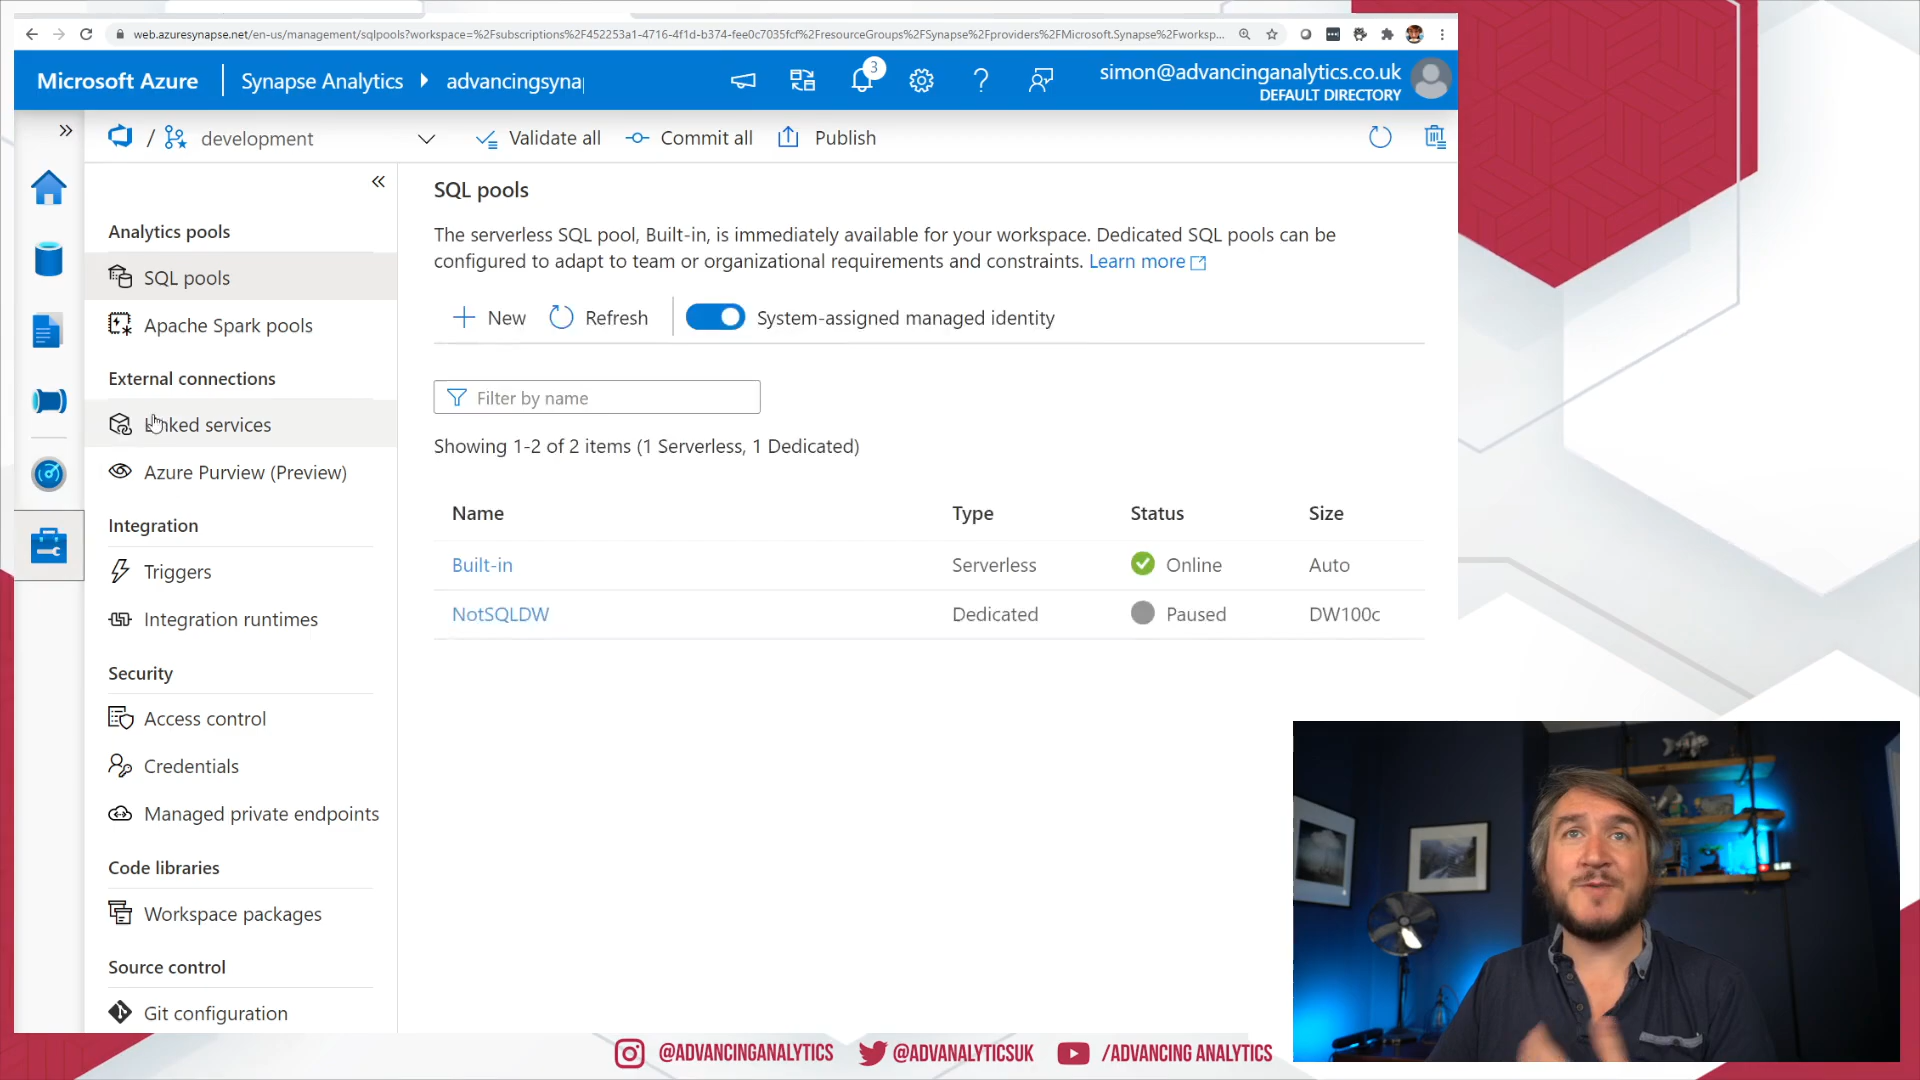 web.azuresynapse.net/en-us/management/sqlpools?workspace=%2Fsubscriptions%2F452253a1-4716-4f1d-b374-fee0c7035fcf%2FresourceGroups%2FSynapse%2Fproviders%2FMicrosoft.Synapse%2Fworksp...
Microsoft Azure
Synapse Analytics
advancingsyna
3
simon@advancinganalytics.co.uk
DEFAULT DIRECTORY
/ development
Validate all
Commit all
Publish
Analytics pools
SQL pools
Apache Spark pools
External connections
Linked services
Azure Purview (Preview)
Integration
Triggers
Integration runtimes
Security
Access control
Credentials
Managed private endpoints
Code libraries
Workspace packages
Source control
Git configuration
SQL pools
The serverless SQL pool, Built-in, is immediately available for your workspace. Dedicated SQL pools can be
configured to adapt to team or organizational requirements and constraints. Learn more
New
Refresh
System-assigned managed identity
Filter by name
Showing 1-2 of 2 items (1 Serverless, 1 Dedicated)
Name Type Status Size
Built-in Serverless Online Auto
NotSQLDW Dedicated Paused DW100c
@ADVANCINGANALYTICS
@ADVANALYTICSUK
/ADVANCING ANALYTICS